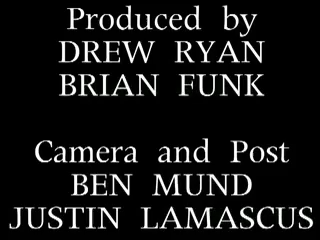 Produced by
DREW RYAN
BRIAN FUNK
Camera and Post
BEN MUND
JUSTIN LAMASCUS